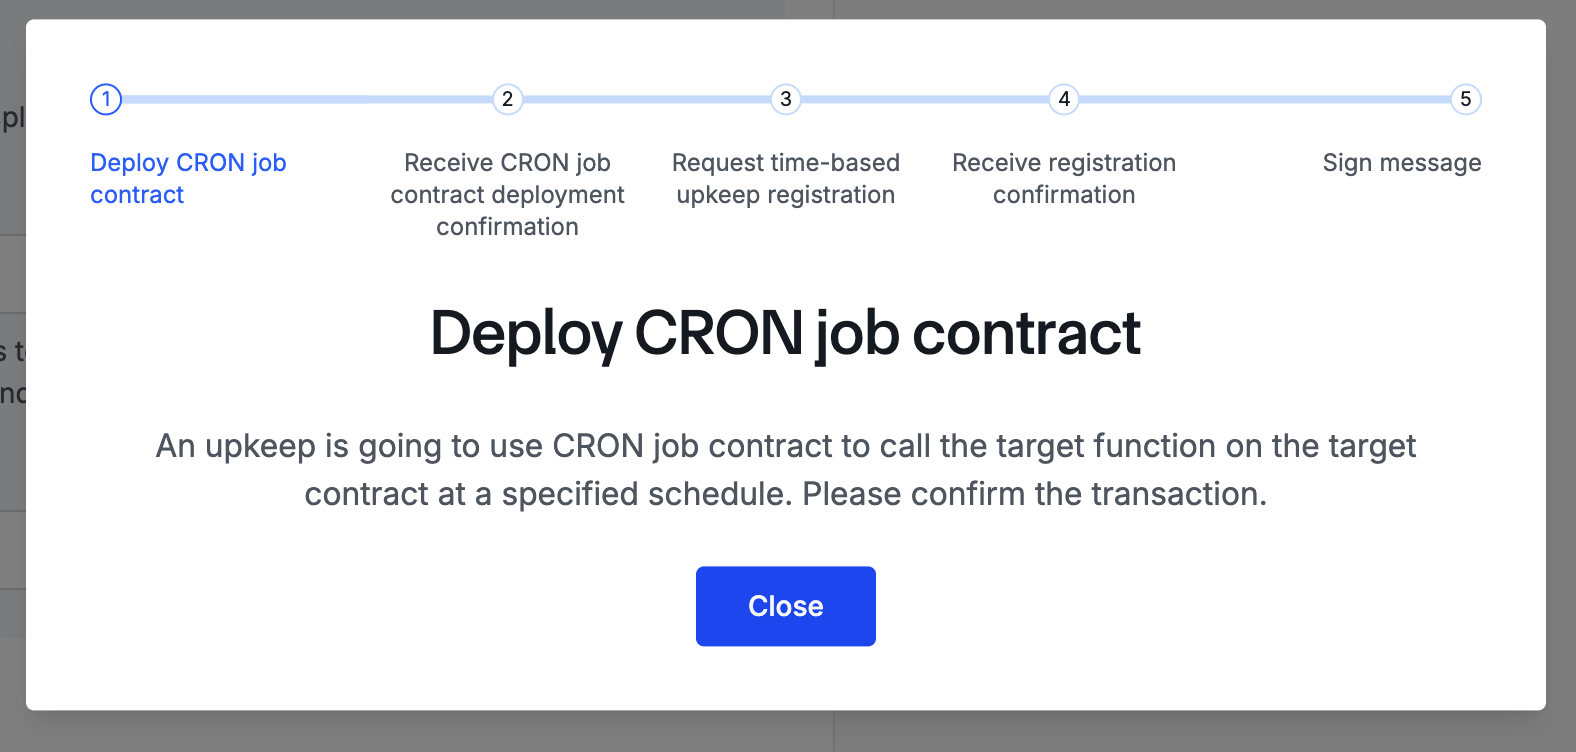 1
2
3
4
5
Deploy CRON job
contract
Receive CRON job
contract deployment
confirmation
Request time-based
upkeep registration
Receive registration
confirmation
Sign message
Deploy CRON job contract
An upkeep is going to use CRON job contract to call the target function on the target
contract at a specified schedule. Please confirm the transaction.
Close